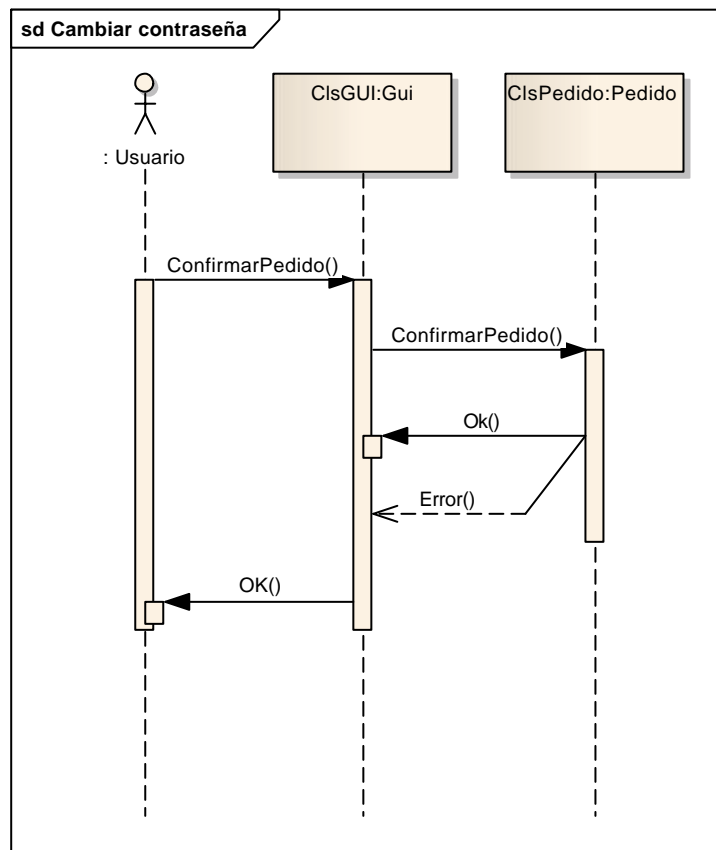 sd Cambiar contraseña
: Usuario
ClsGUI:Gui
ClsPedido:Pedido
ConfirmarPedido()
ConfirmarPedido()
Ok()
Error()
OK()